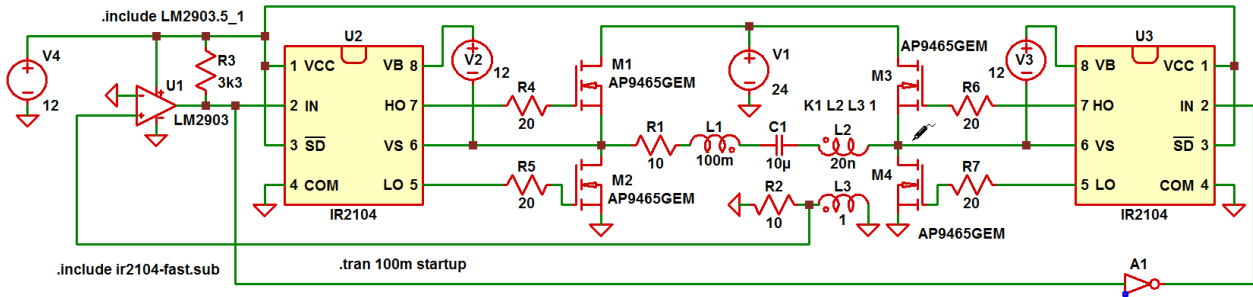 .include LM2903.5_1
V4
12
U1
LM2903
R3
3k3
U2
1 VCC VB 8
2 IN HO 7
3 SD VS 6
4 COM LO 5
IR2104
V2
12
R4
20
R5
20
M1
AP9465GEM
M2
AP9465GEM
V1
24
R1
10
L1
100m
C1
10µ
K1 L2 L3 1
L2
20n
R2
10
L3
1
AP9465GEM
M3
M4
AP9465GEM
V3
12
R6
20
R7
20
U3
8 VB VCC 1
7 HO IN 2
6 VS SD 3
5 LO COM 4
IR2104
A1
.include ir2104-fast.sub
.tran 100m startup